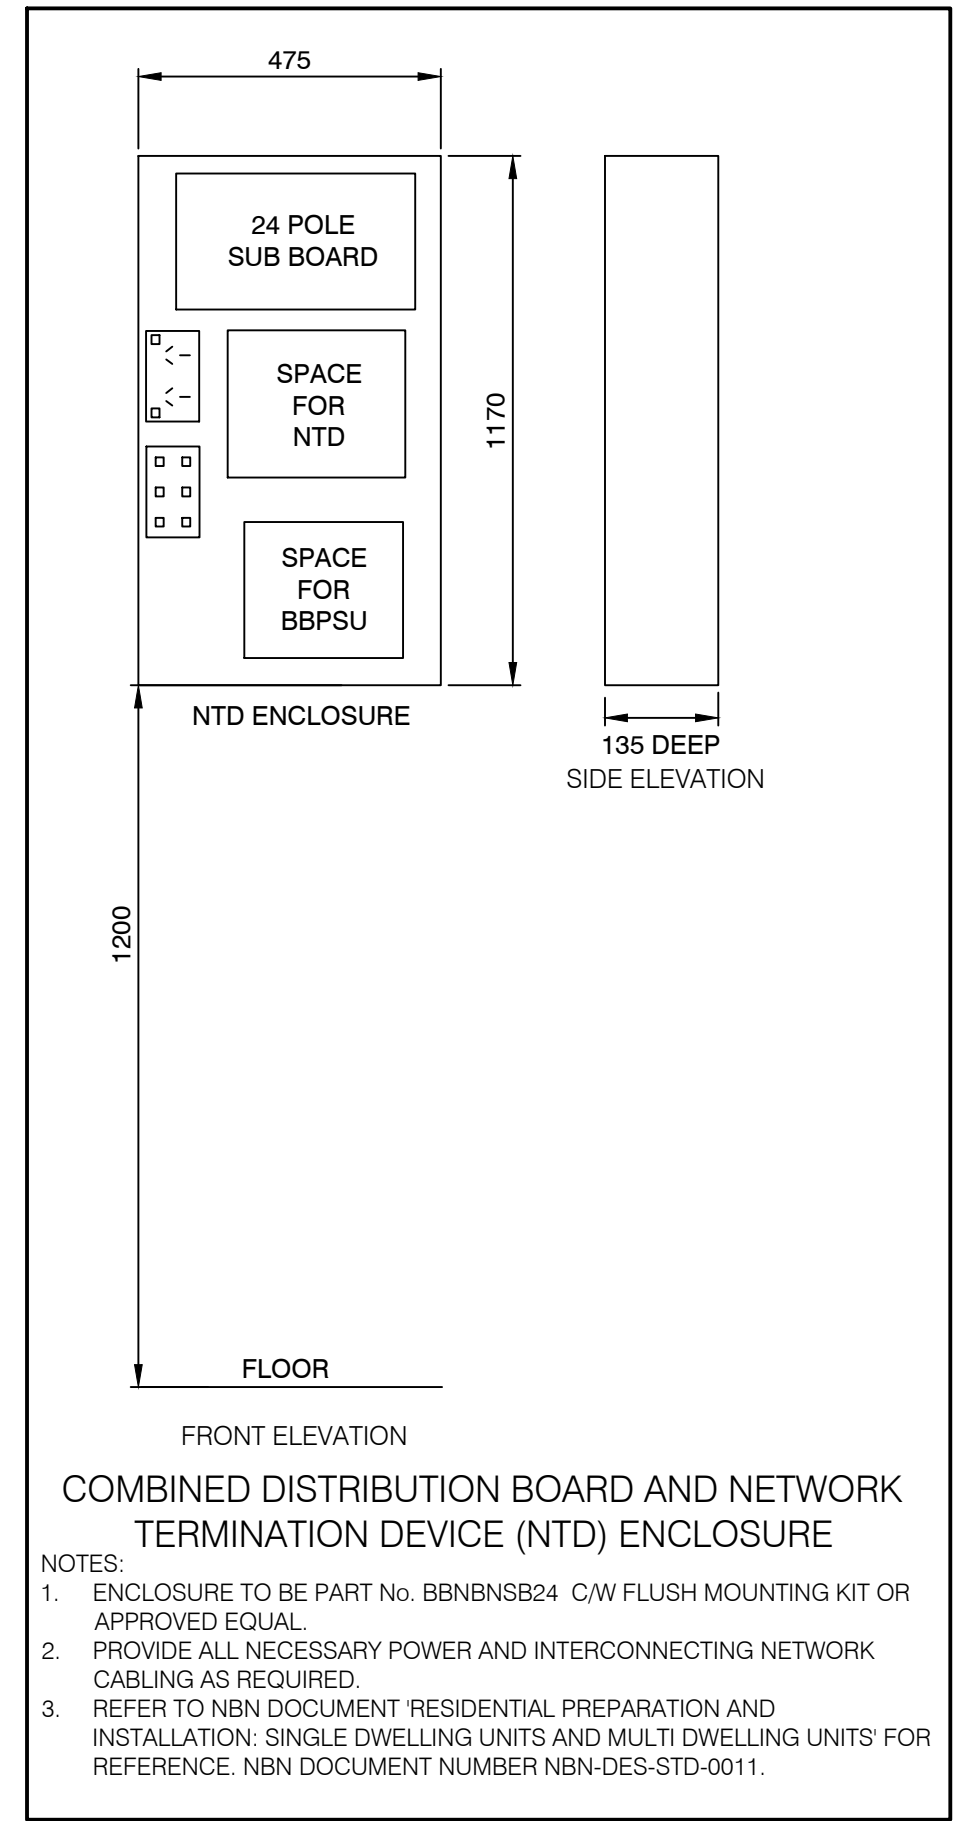 475
24 POLE
SUB BOARD
SPACE
FOR
NTD
1170
SPACE
FOR
BBPSU
NTD ENCLOSURE
135 DEEP
SIDE ELEVATION
1200
FLOOR
FRONT ELEVATION
COMBINED DISTRIBUTION BOARD AND NETWORK
TERMINATION DEVICE (NTD) ENCLOSURE
NOTES:
1. ENCLOSURE TO BE PART No. BBNBNSB24 C/W FLUSH MOUNTING KIT OR
APPROVED EQUAL.
2. PROVIDE ALL NECESSARY POWER AND INTERCONNECTING NETWORK
CABLING AS REQUIRED.
3. REFER TO NBN DOCUMENT 'RESIDENTIAL PREPARATION AND
INSTALLATION: SINGLE DWELLING UNITS AND MULTI DWELLING UNITS' FOR
REFERENCE. NBN DOCUMENT NUMBER NBN-DES-STD-0011.